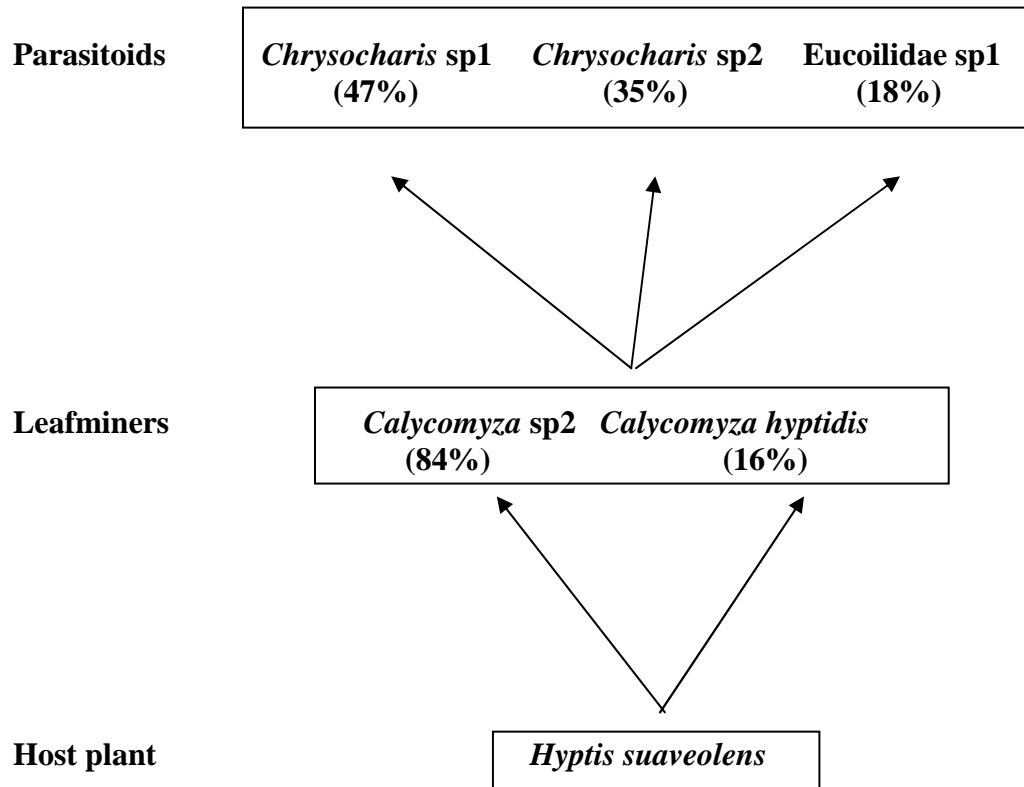 Parasitoids Chrysocharis sp1 Chrysocharis sp2 Eucoilidae sp1
(47%) (35%) (18%)
Leafminers Calycomyza sp2 Calycomyza hyptidis
(84%) (16%)
Host plant Hyptis suaveolens